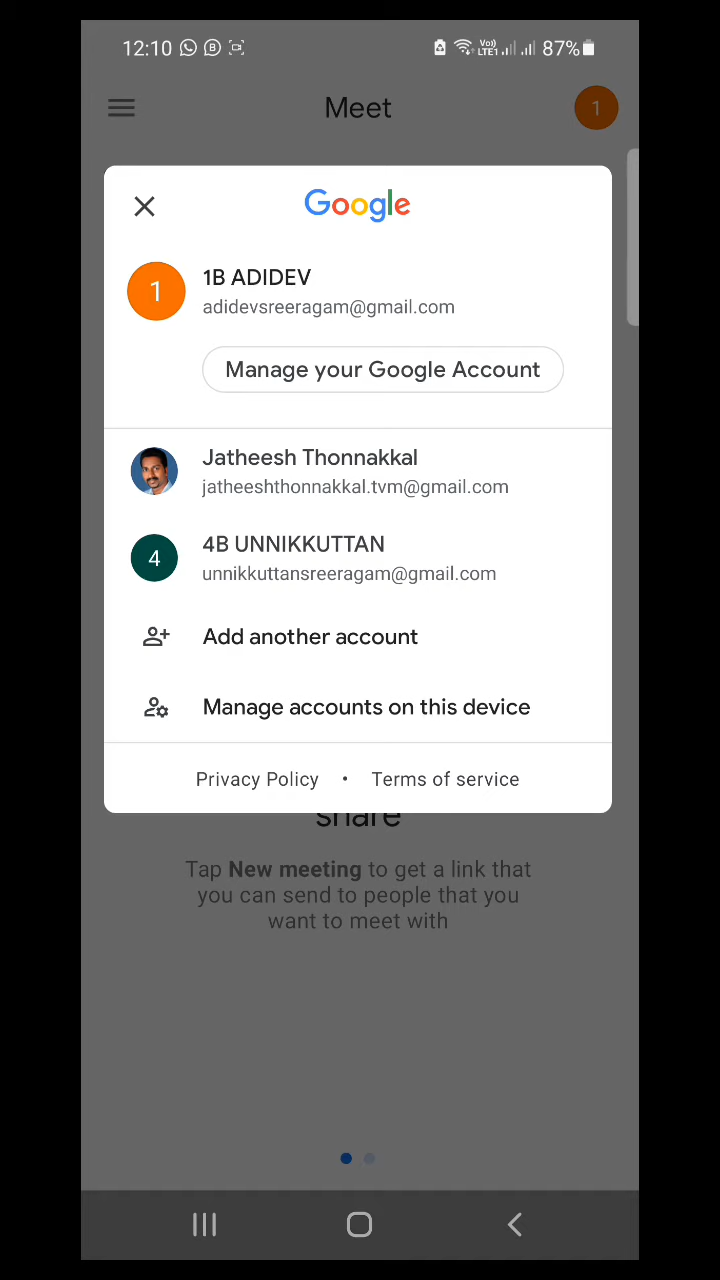 12:10 87%
Meet
1
Google
1
1B ADIDEV
adidevsreeragam@gmail.com
Manage your Google Account
Jatheesh Thonnakkal
jatheeshthonnakkal.tvm@gmail.com
4
4B UNNIKKUTTAN
unnikkuttansreeragam@gmail.com
Add another account
Manage accounts on this device
Privacy Policy • Terms of service
share
Tap New meeting to get a link that
you can send to people that you
want to meet with